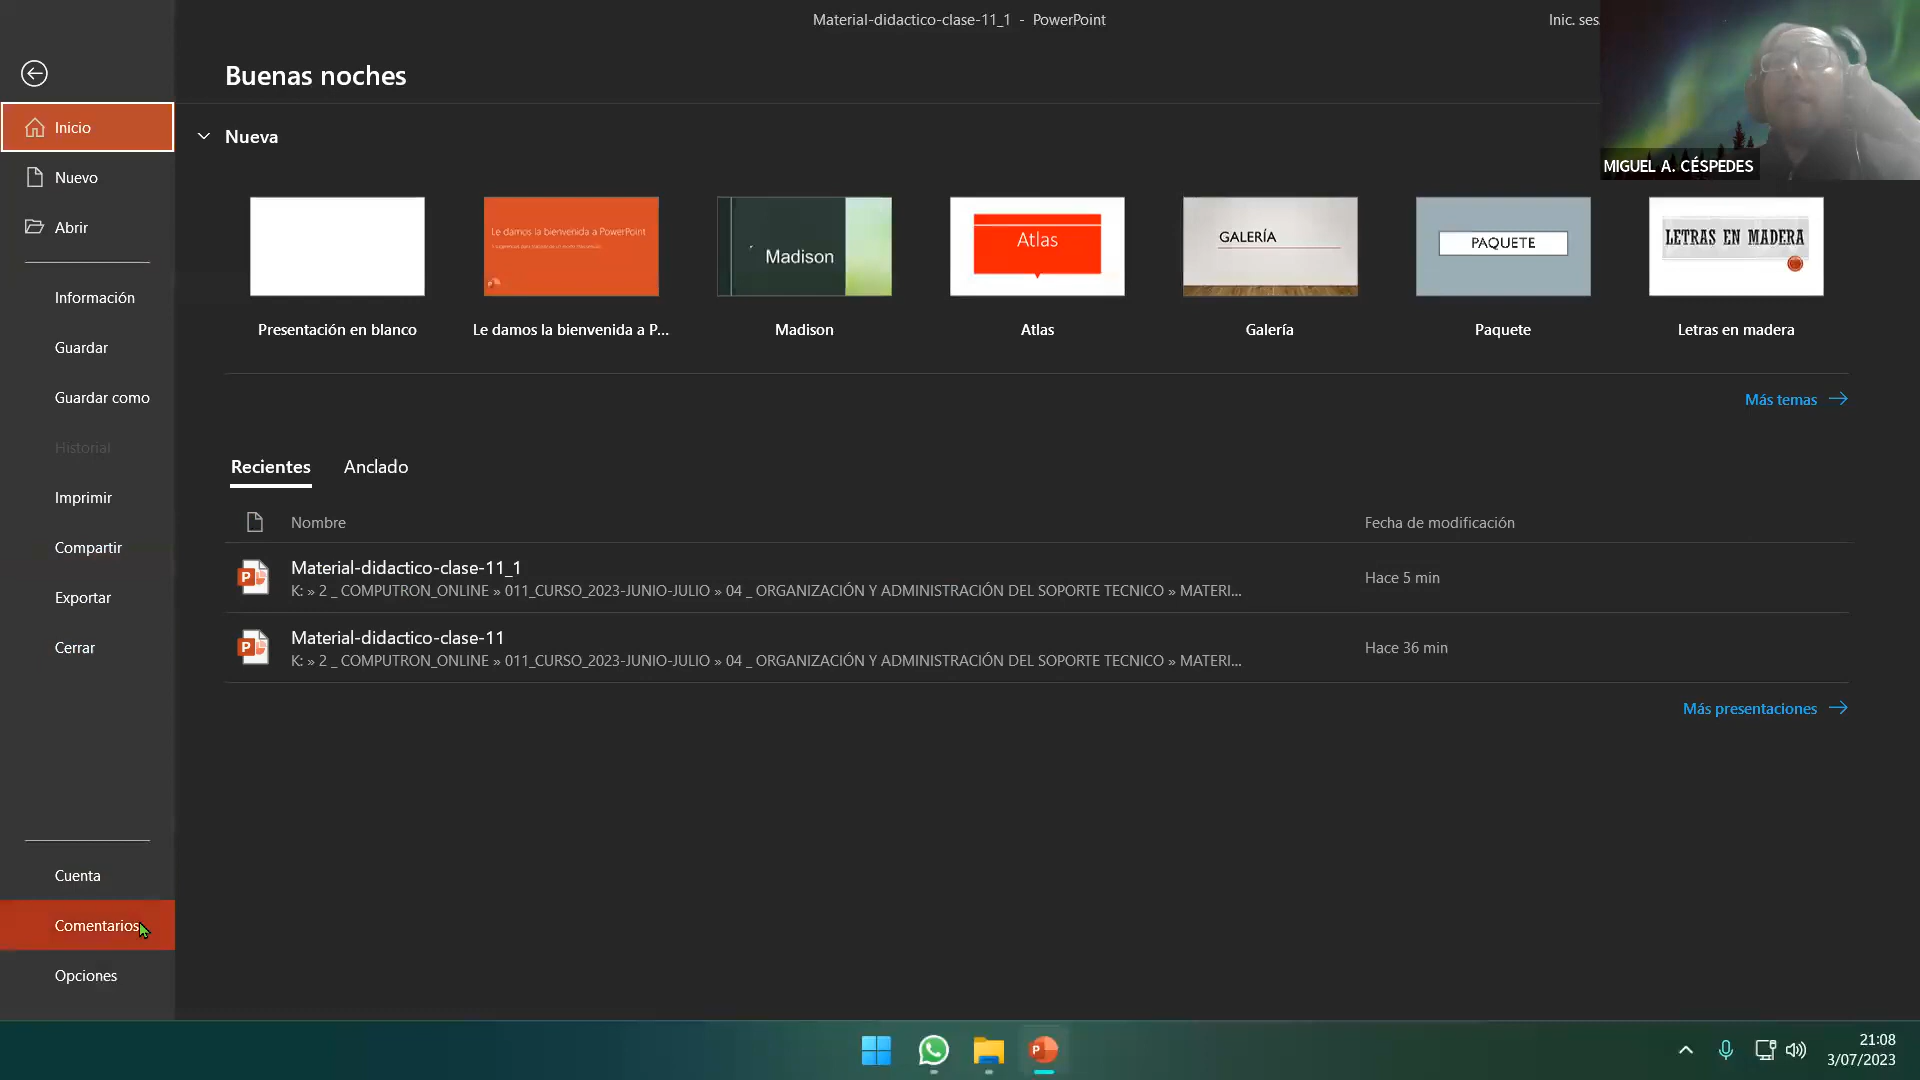 Material-didactico-clase-11_1 - PowerPoint
Inic. ses
Buenas noches
Inicio
Nueva
MIGUEL A. CÉSPEDES
Nuevo
Abrir
Le damos la bienvenida a PowerPoint
Madison
Atlas
GALERÍA
PAQUETE
LETRAS EN MADERA
Presentación en blanco
Le damos la bienvenida a P...
Madison
Atlas
Galería
Paquete
Letras en madera
Información
Guardar
Guardar como
Historial
Imprimir
Compartir
Exportar
Cerrar
Más temas
Recientes
Anclado
Nombre
Fecha de modificación
Material-didactico-clase-11_1
K: » 2 _ COMPUTRON_ONLINE » 011_CURSO_2023-JUNIO-JULIO » 04 _ ORGANIZACIÓN Y ADMINISTRACIÓN DEL SOPORTE TECNICO » MATERI...
Hace 5 min
Material-didactico-clase-11
K: » 2 _ COMPUTRON_ONLINE » 011_CURSO_2023-JUNIO-JULIO » 04 _ ORGANIZACIÓN Y ADMINISTRACIÓN DEL SOPORTE TECNICO » MATERI...
Hace 36 min
Más presentaciones
Cuenta
Comentarios
Opciones
21:08
3/07/2023